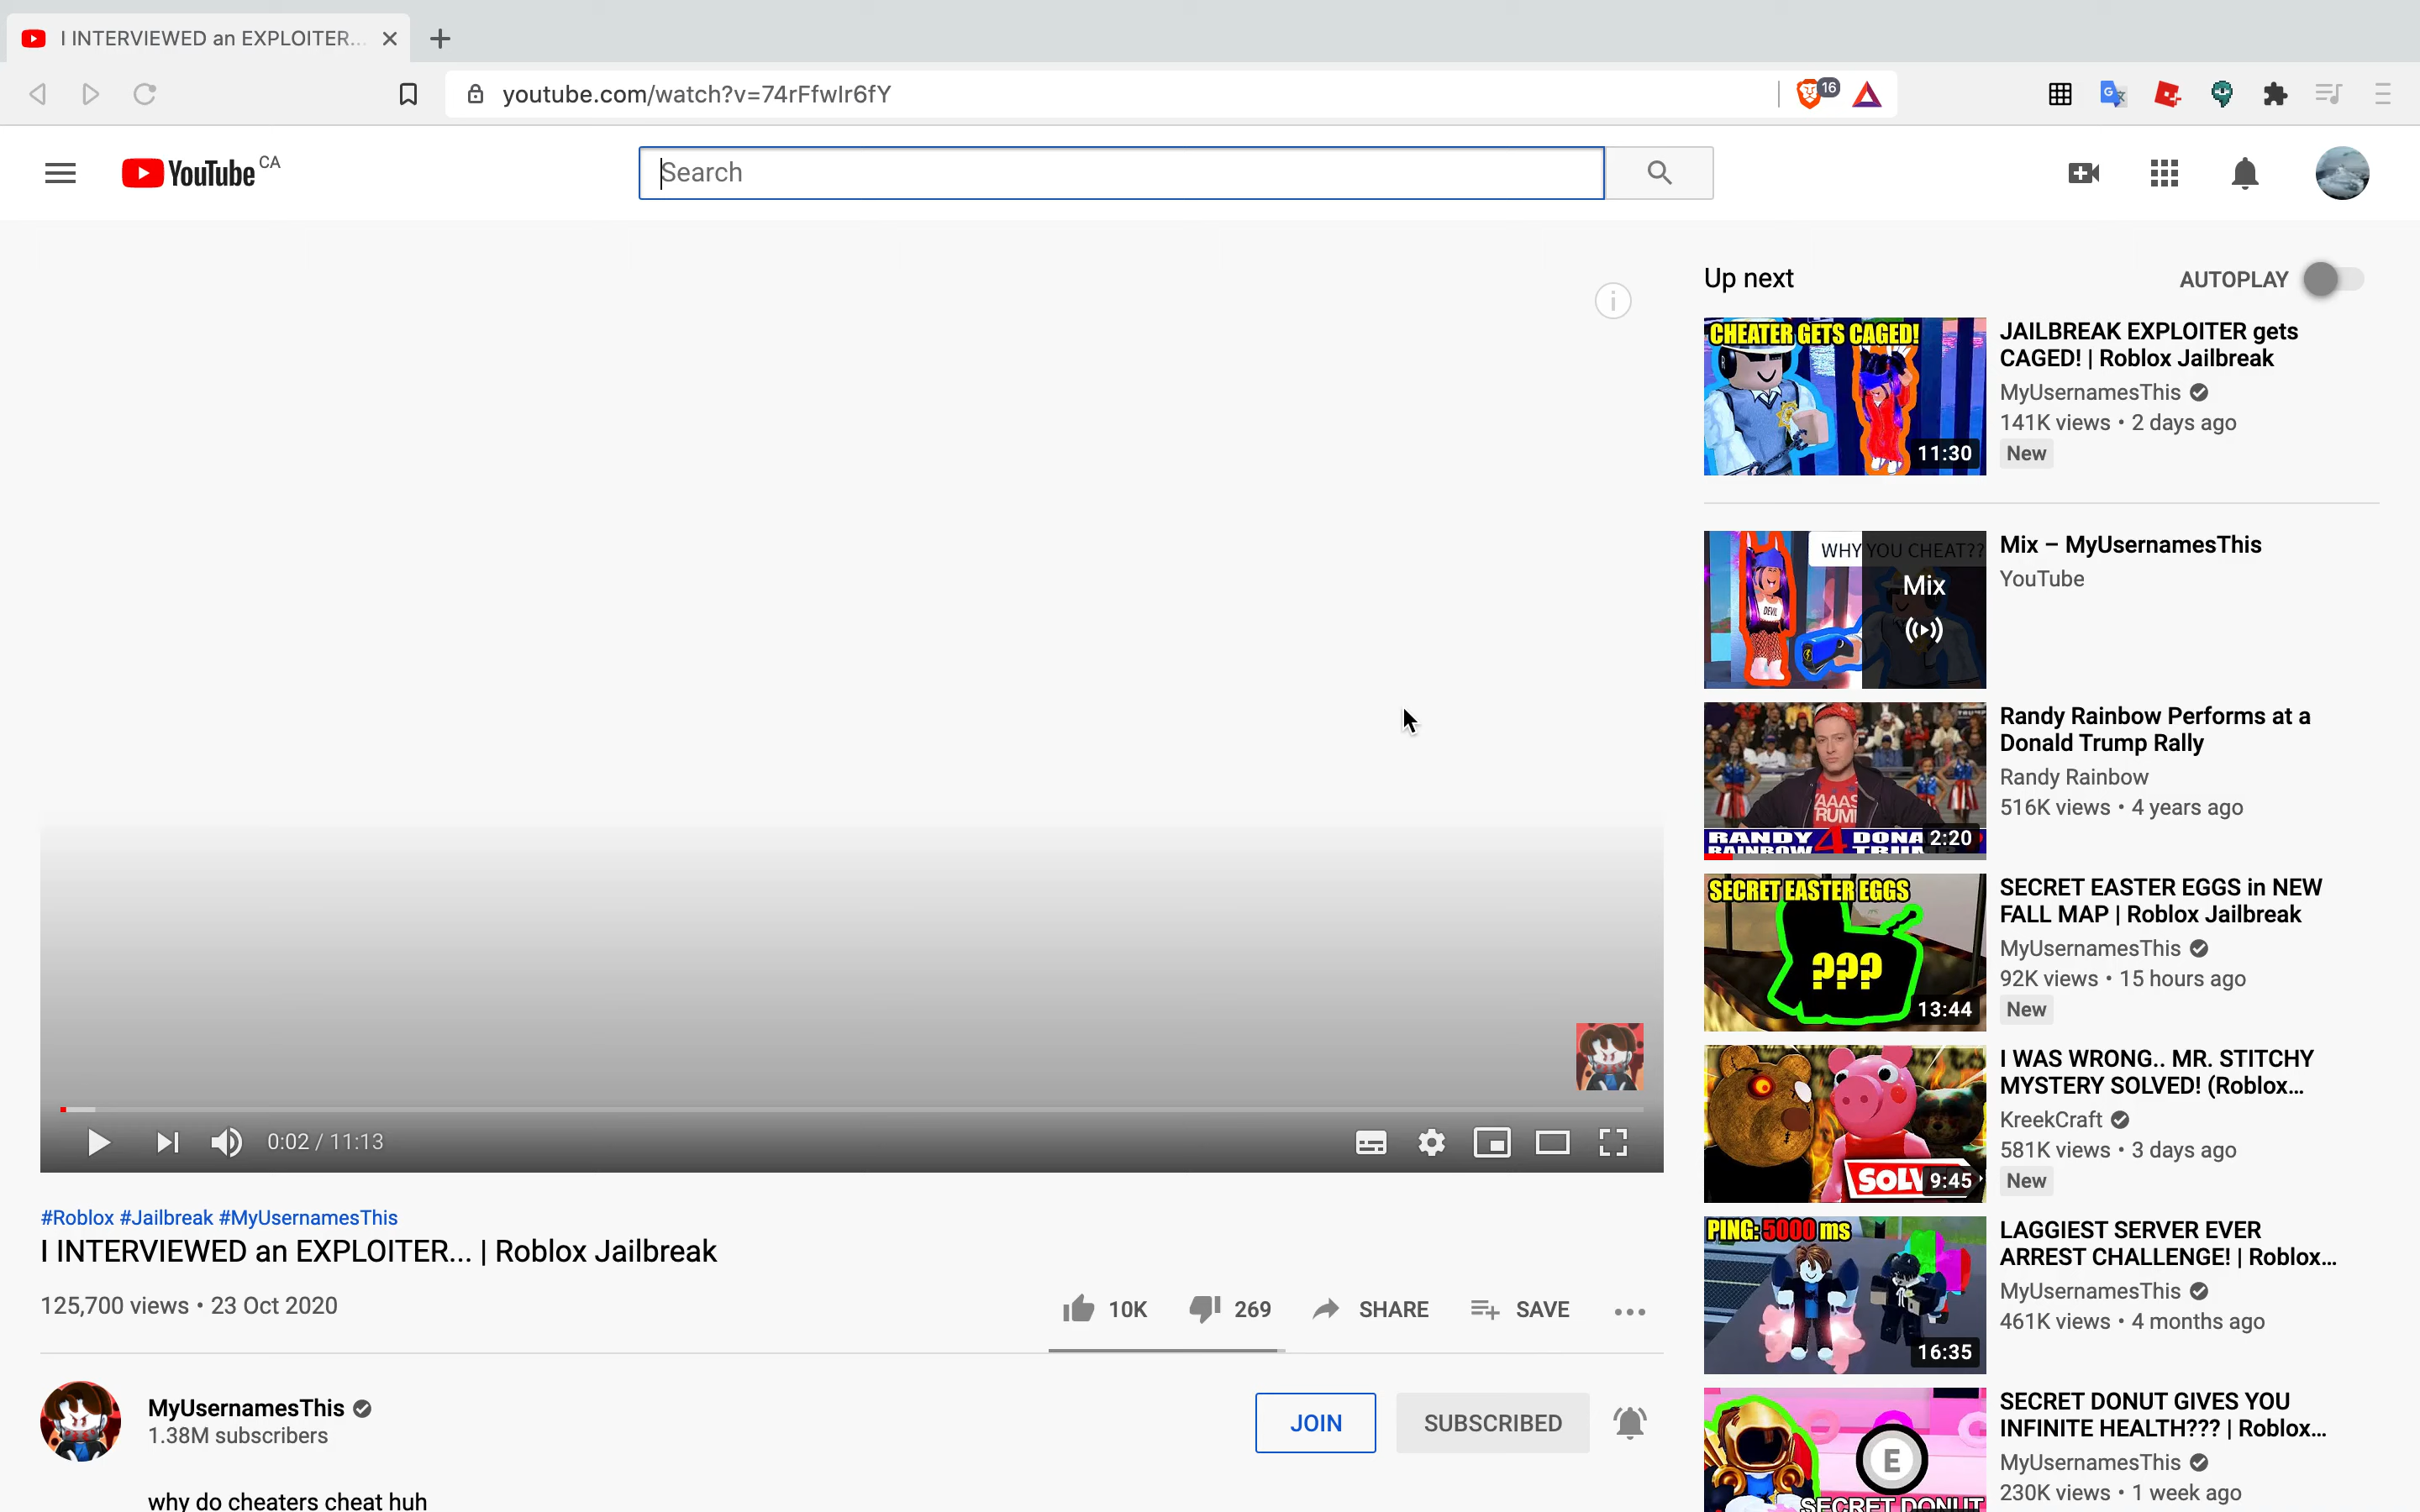 I INTERVIEWED an EXPLOITER...
youtube.com/watch?v=74rFfwIr6fY
16
YouTube CA
Search
Up next
AUTOPLAY
CHEATER GETS CAGED!
11:30
JAILBREAK EXPLOITER gets
CAGED! | Roblox Jailbreak
MyUsernamesThis
141K views • 2 days ago
New
WHY YOU CHEAT??
DEVIL
Mix
Mix – MyUsernamesThis
YouTube
RANDY 4 DONA
2:20
Randy Rainbow Performs at a
Donald Trump Rally
Randy Rainbow
516K views • 4 years ago
SECRET EASTER EGGS
???
13:44
SECRET EASTER EGGS in NEW
FALL MAP | Roblox Jailbreak
MyUsernamesThis
92K views • 15 hours ago
New
SOLV
9:45
I WAS WRONG.. MR. STITCHY
MYSTERY SOLVED! (Roblox...
KreekCraft
581K views • 3 days ago
New
PING: 5000 ms
16:35
LAGGIEST SERVER EVER
ARREST CHALLENGE! | Roblox...
MyUsernamesThis
461K views • 4 months ago
E
SECRET DONUT
SECRET DONUT GIVES YOU
INFINITE HEALTH??? | Roblox...
MyUsernamesThis
230K views • 1 week ago
0:02 / 11:13
#Roblox #Jailbreak #MyUsernamesThis
I INTERVIEWED an EXPLOITER... | Roblox Jailbreak
125,700 views • 23 Oct 2020
10K
269
SHARE
SAVE
MyUsernamesThis
1.38M subscribers
JOIN
SUBSCRIBED
why do cheaters cheat huh